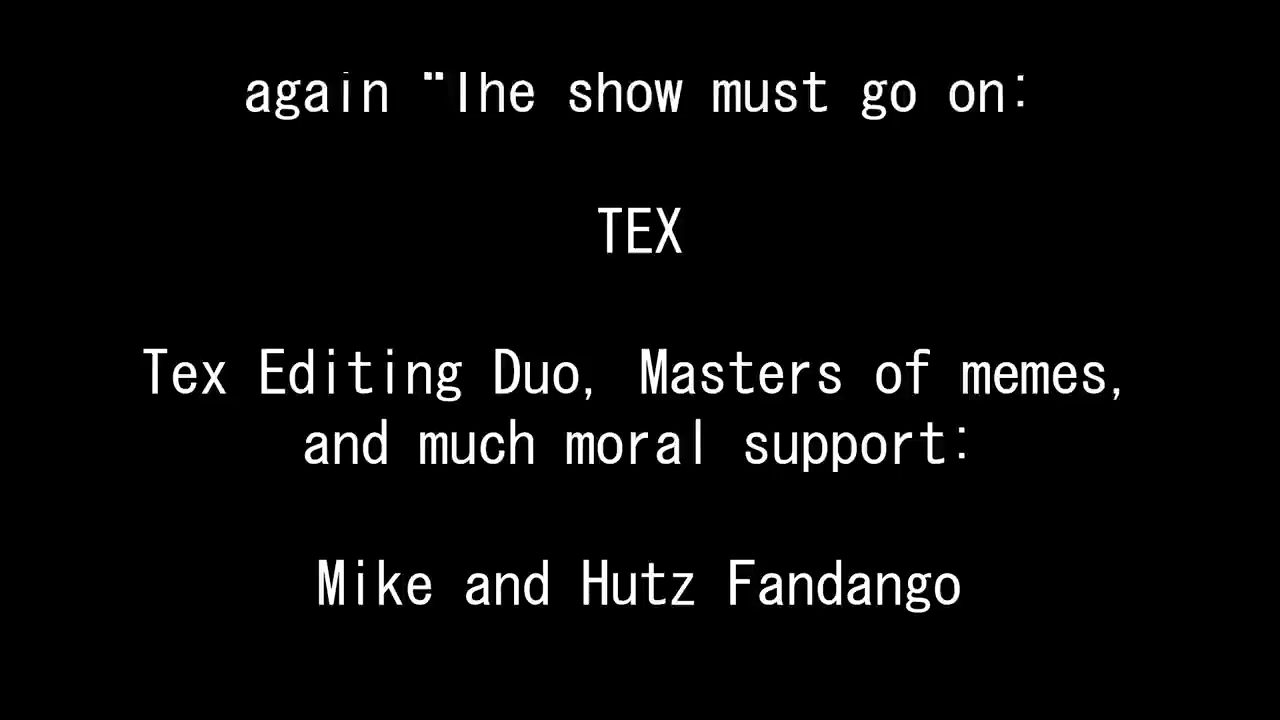 again "The show must go on:
TEX
Tex Editing Duo, Masters of memes,
and much moral support:
Mike and Hutz Fandango